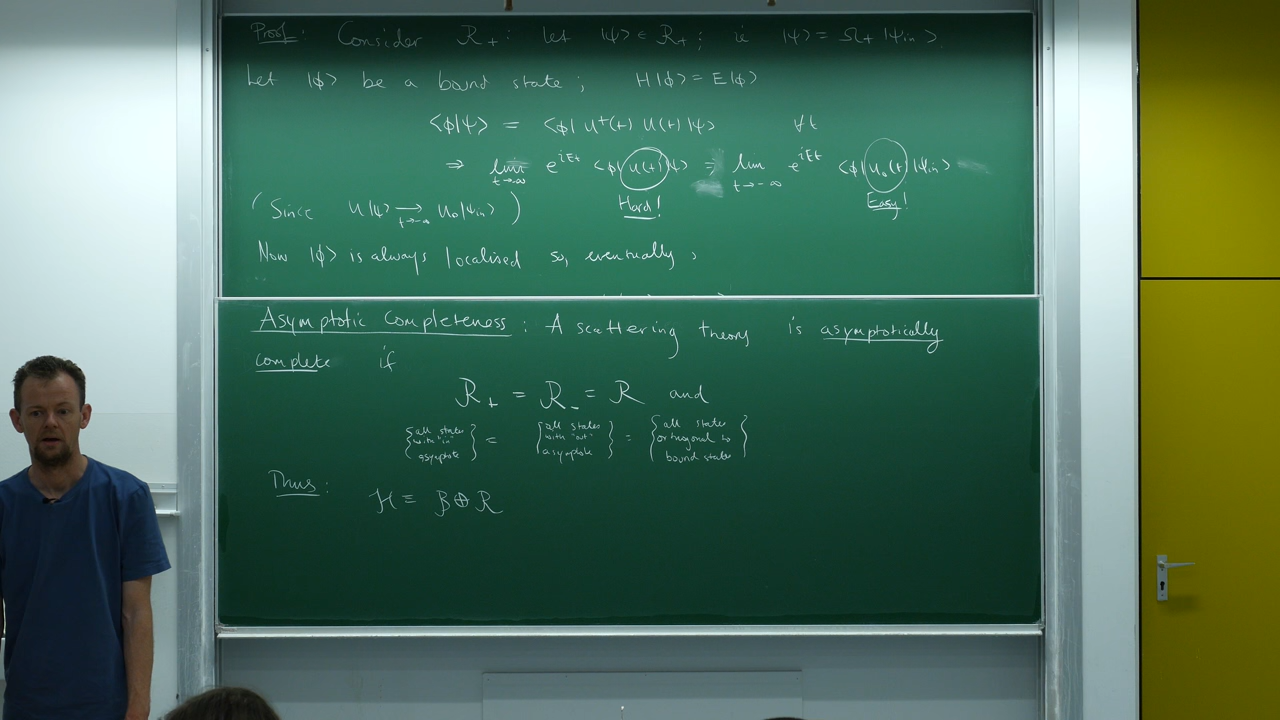 Proof: Consider R₊: let |ψ> ∈ R₊; ie |ψ> = Ω₊|ψin>.
Let |ϕ> be a bound state; H|ϕ> = E|ϕ>
<ϕ|ψ> = <ϕ| U†(t) U(t) |ψ> ∀t
⇒ lim t→-∞ e^{iEt} <ϕ|U(t)|ψ> = lim t→-∞ e^{iEt} <ϕ|U₀(t)|ψin>
Hard! Easy!
(Since U|ψ> → t→-∞ U₀|ψin>)
Now |ϕ> is always localised so, eventually,
Asymptotic Completeness: A scattering theory is asymptotically
complete if
R₊ = R₋ = R and
{all states with "in" asymptote} = {all states with "out" asymptote} = {all states orthogonal to bound states}
Thus: H ≡ B ⊕ R